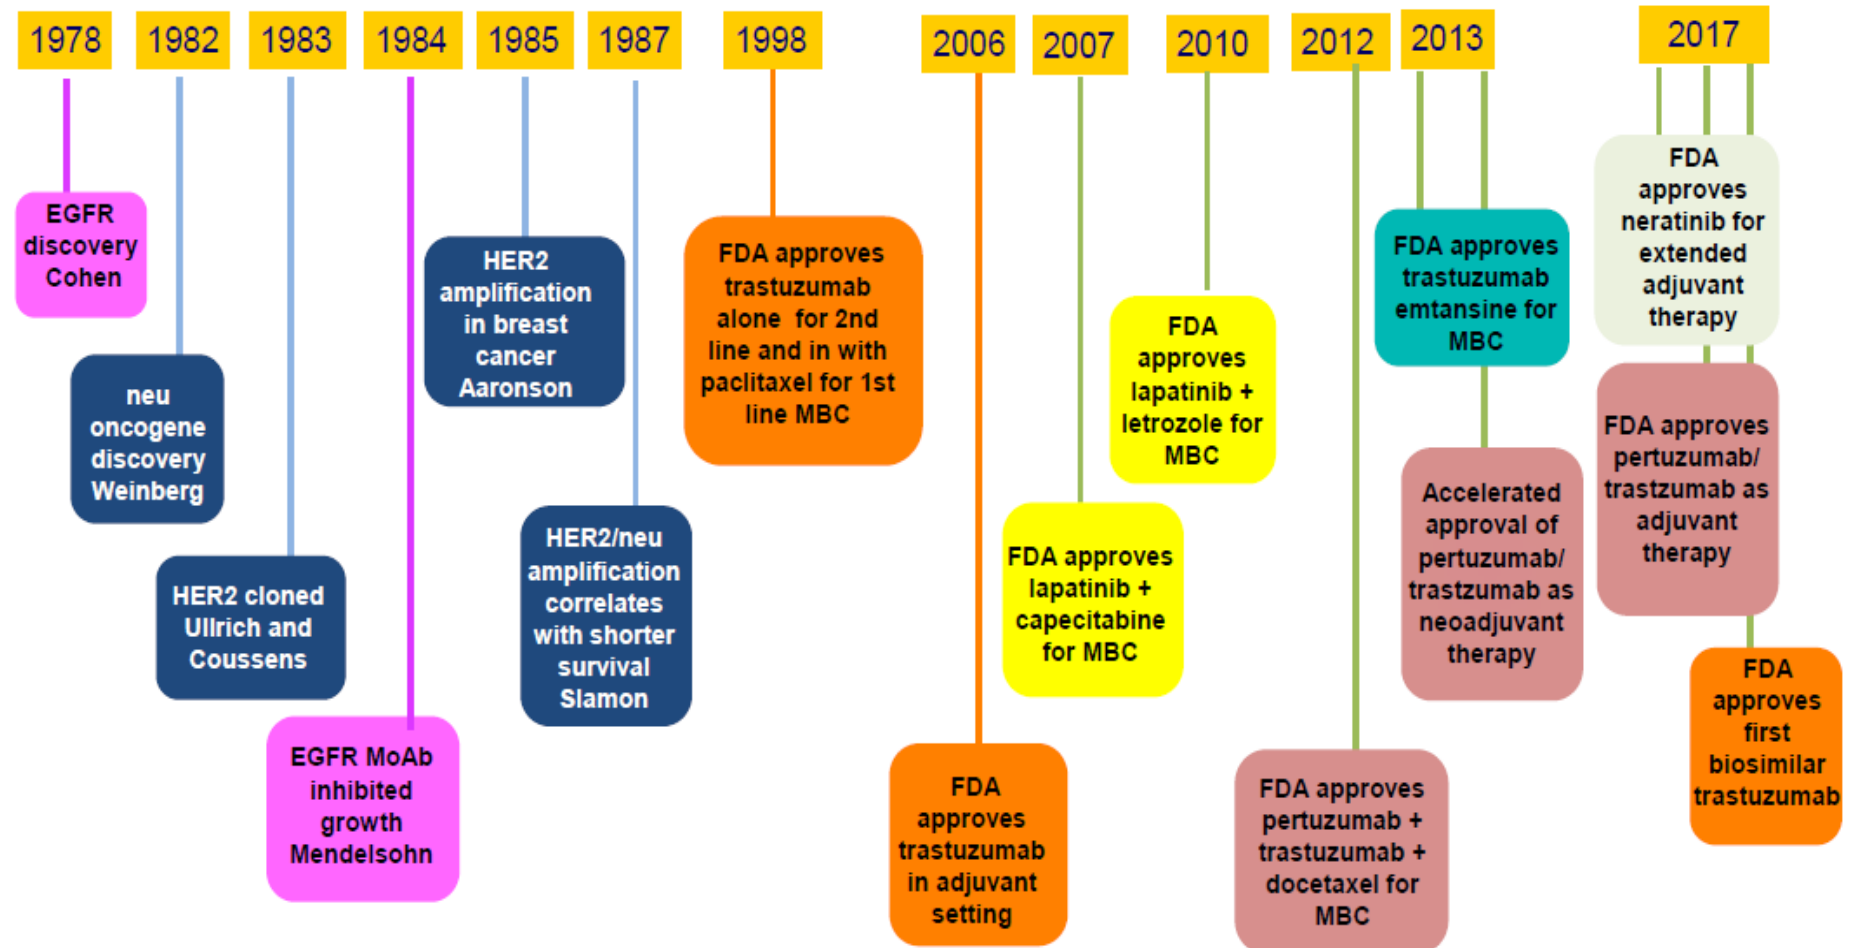 1978
1982
1983
1984
1985
1987
1998
2006
2007
2010
2012
2013
2017
EGFR
discovery
Cohen
neu
oncogene
discovery
Weinberg
HER2 cloned
Ullrich and
Coussens
EGFR MoAb
inhibited
growth
Mendelsohn
HER2
amplification
in breast
cancer
Aaronson
HER2/neu
amplification
correlates
with shorter
survival
Slamon
FDA approves
trastuzumab
alone for 2nd
line and in with
paclitaxel for 1st
line MBC
FDA
approves
trastuzumab
in adjuvant
setting
FDA approves
lapatinib +
capecitabine
for MBC
FDA
approves
lapatinib +
letrozole for
MBC
FDA approves
pertuzumab +
trastuzumab +
docetaxel for
MBC
FDA approves
trastuzumab
emtansine for
MBC
Accelerated
approval of
pertuzumab/
trastzumab as
neoadjuvant
therapy
FDA
approves
neratinib for
extended
adjuvant
therapy
FDA approves
pertuzumab/
trastzumab as
adjuvant
therapy
FDA
approves
first
biosimilar
trastuzumab